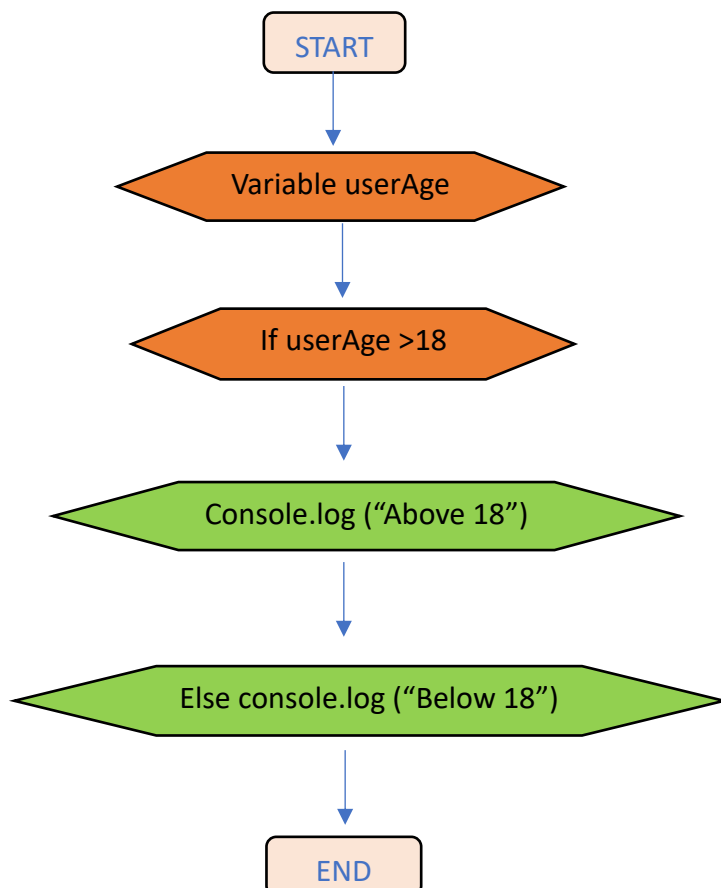 START
Variable userAge
If userAge >18
Console.log (“Above 18”)
Else console.log (“Below 18”)
END